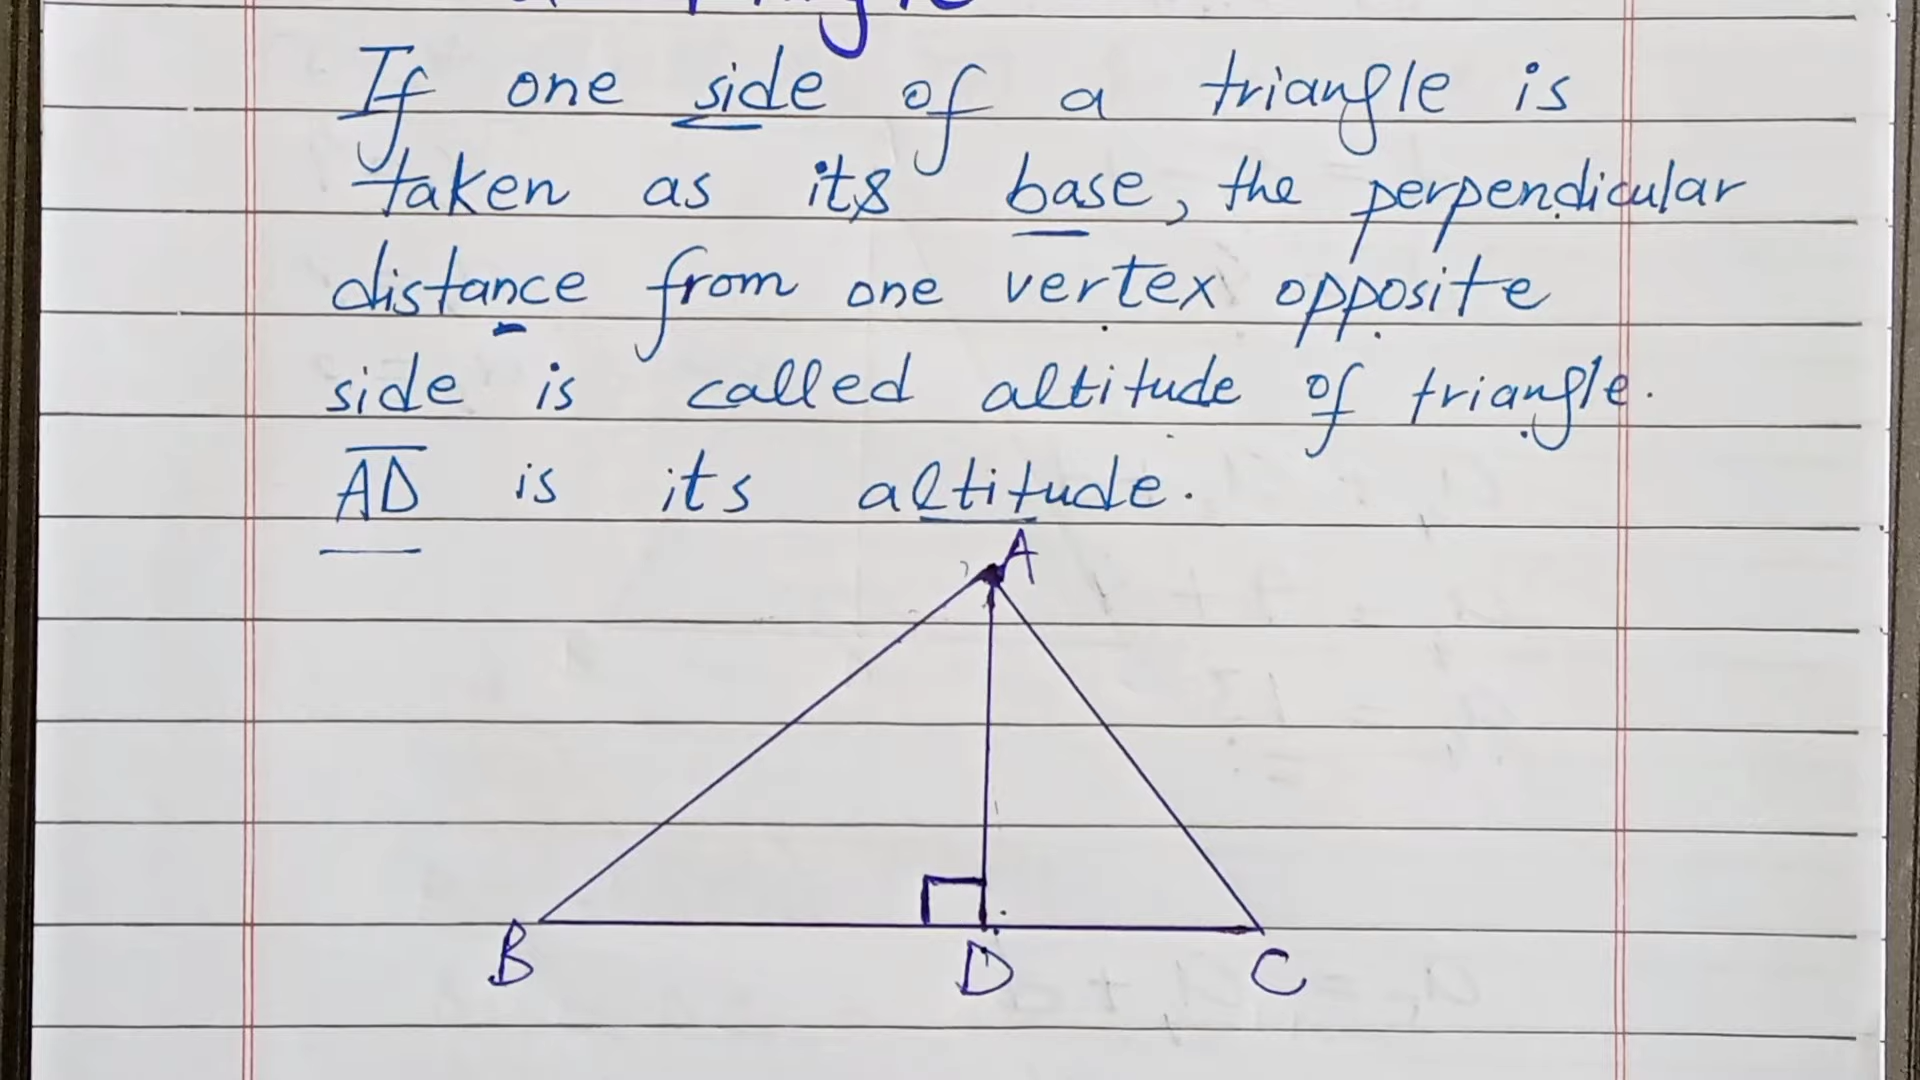 If one side of a triangle is
taken as its base, the perpendicular
distance from one vertex opposite
side is called altitude of triangle.
AD is its altitude.
A
B D C